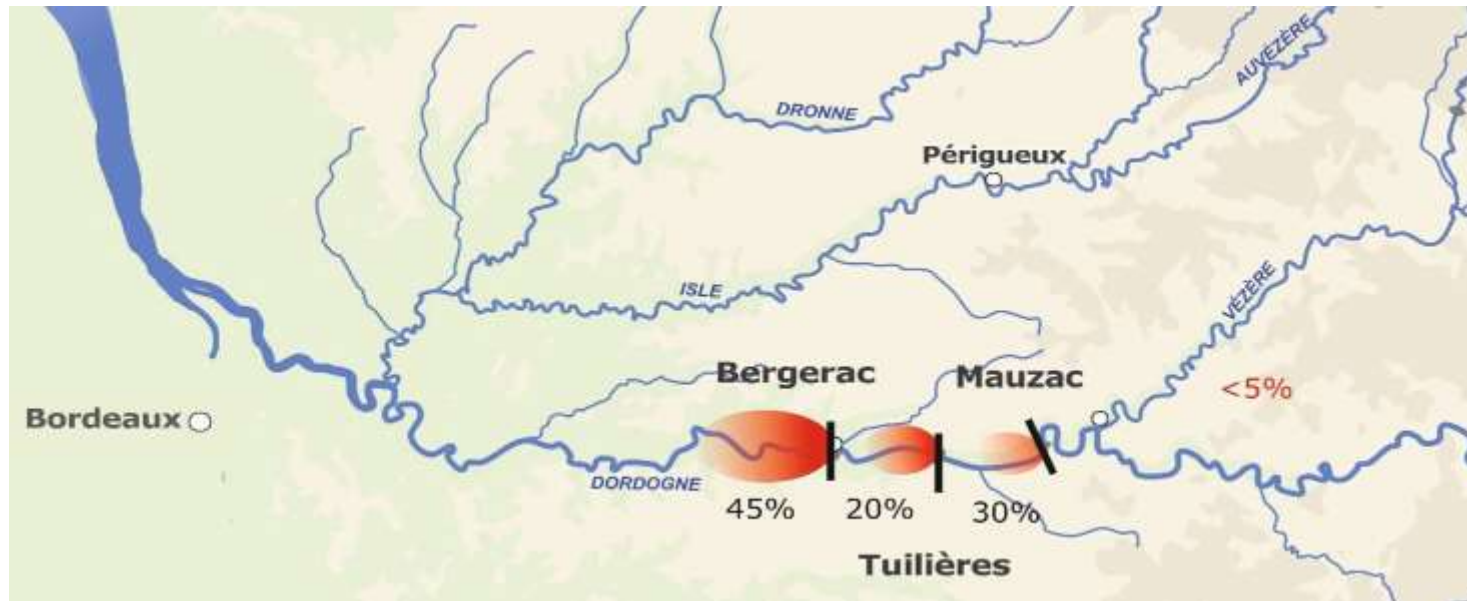 AUVÉZÈRE
DRONNE
Périgueux
ISLE
VÉZÈRE
Bergerac
Mauzac
<5%
Bordeaux
DORDOGNE
45%
20%
30%
Tuilières